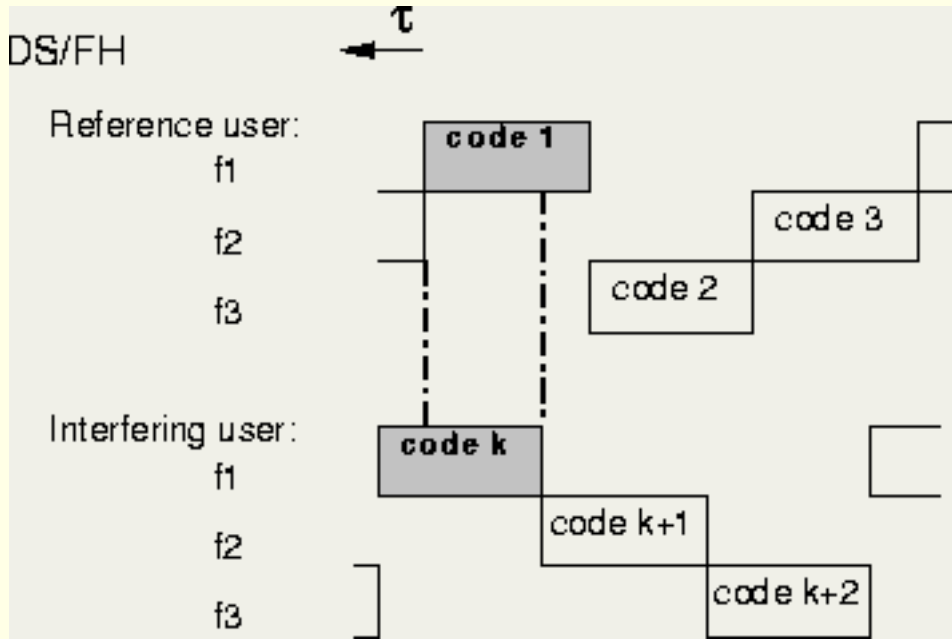 τ
DS/FH
Reference user:
code 1
f1
code 3
f2
code 2
f3
Interfering user:
code k
f1
code k+1
f2
code k+2
f3